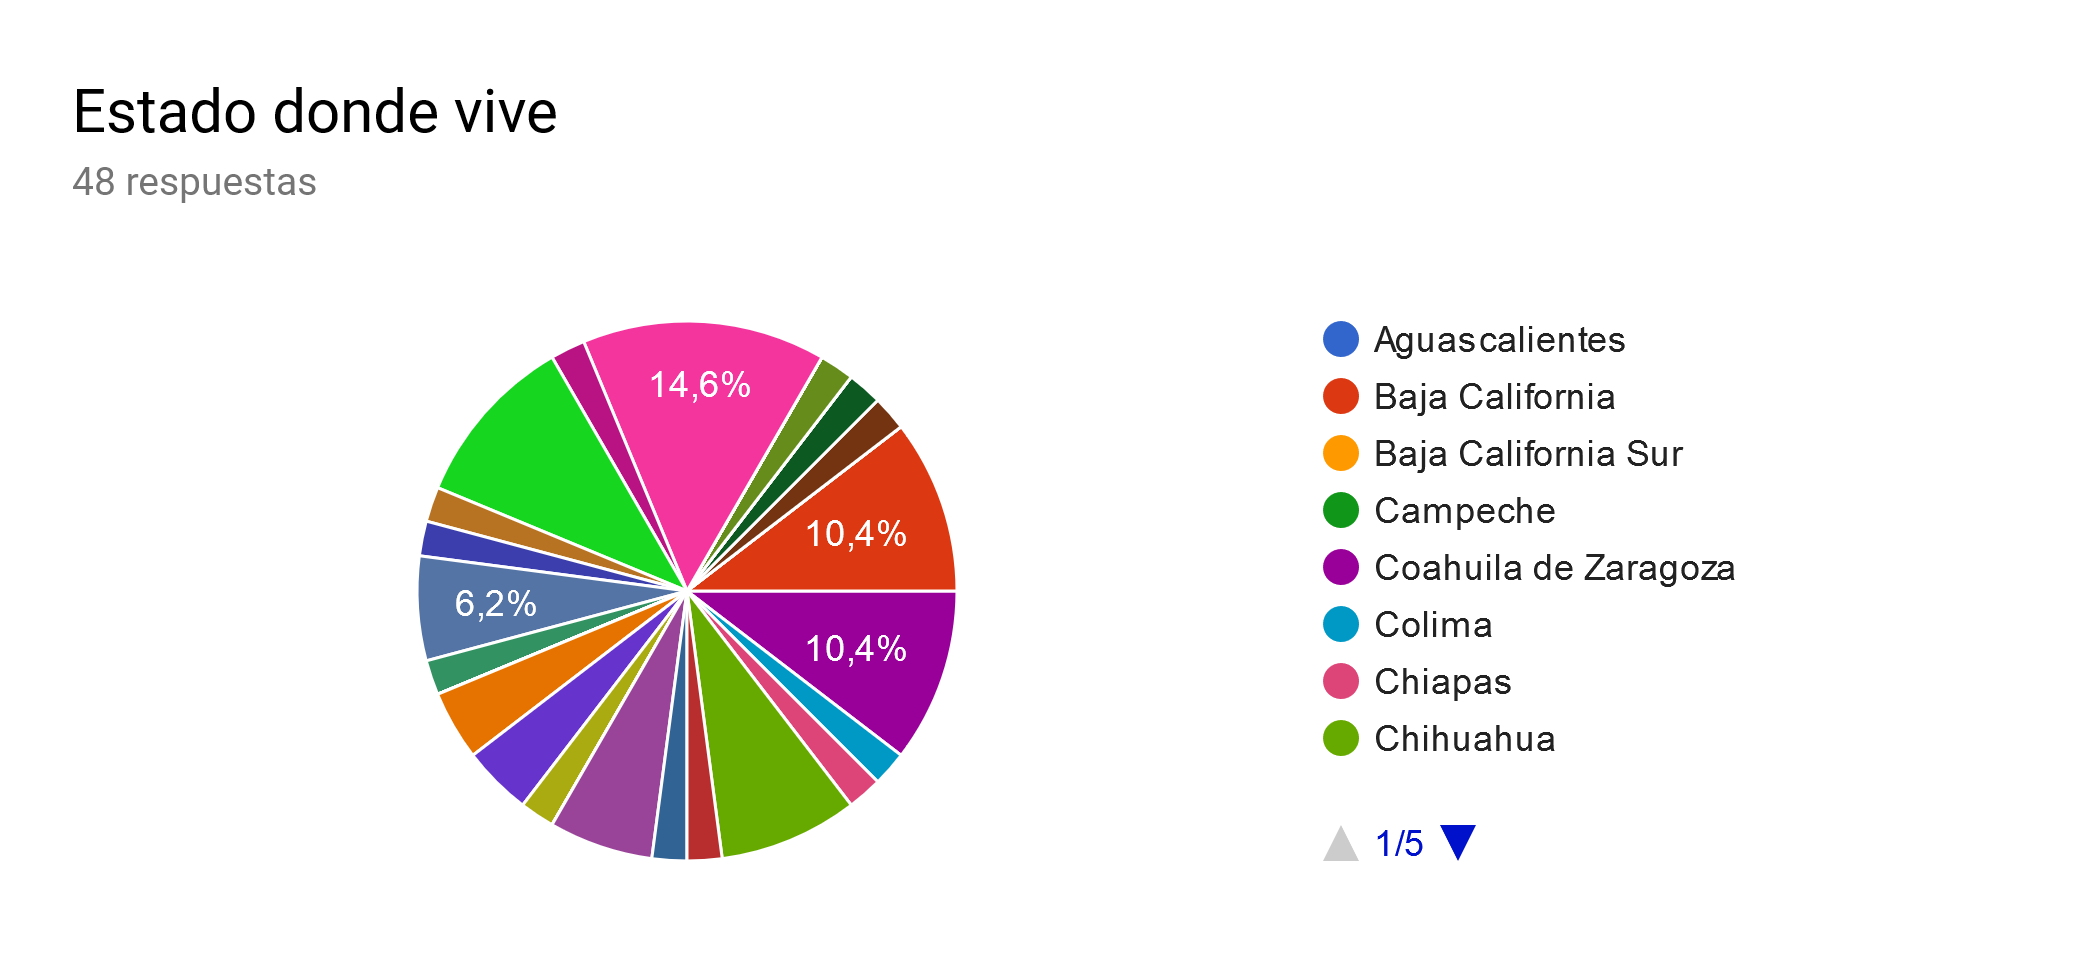 Estado donde vive
48 respuestas
14,6%
10,4%
6,2%
10,4%
Aguascalientes
Baja California
Baja California Sur
Campeche
Coahuila de Zaragoza
Colima
Chiapas
Chihuahua
1/5